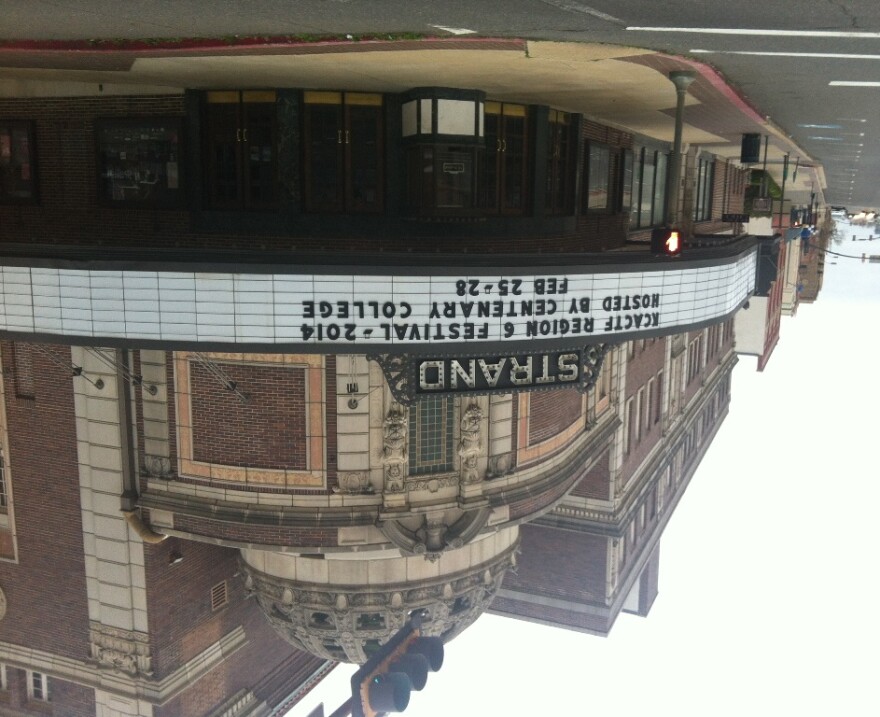 STRAND
KCACTF REGION 6 FESTIVAL-2014
HOSTED BY CENTENARY COLLEGE
FEB 25-28